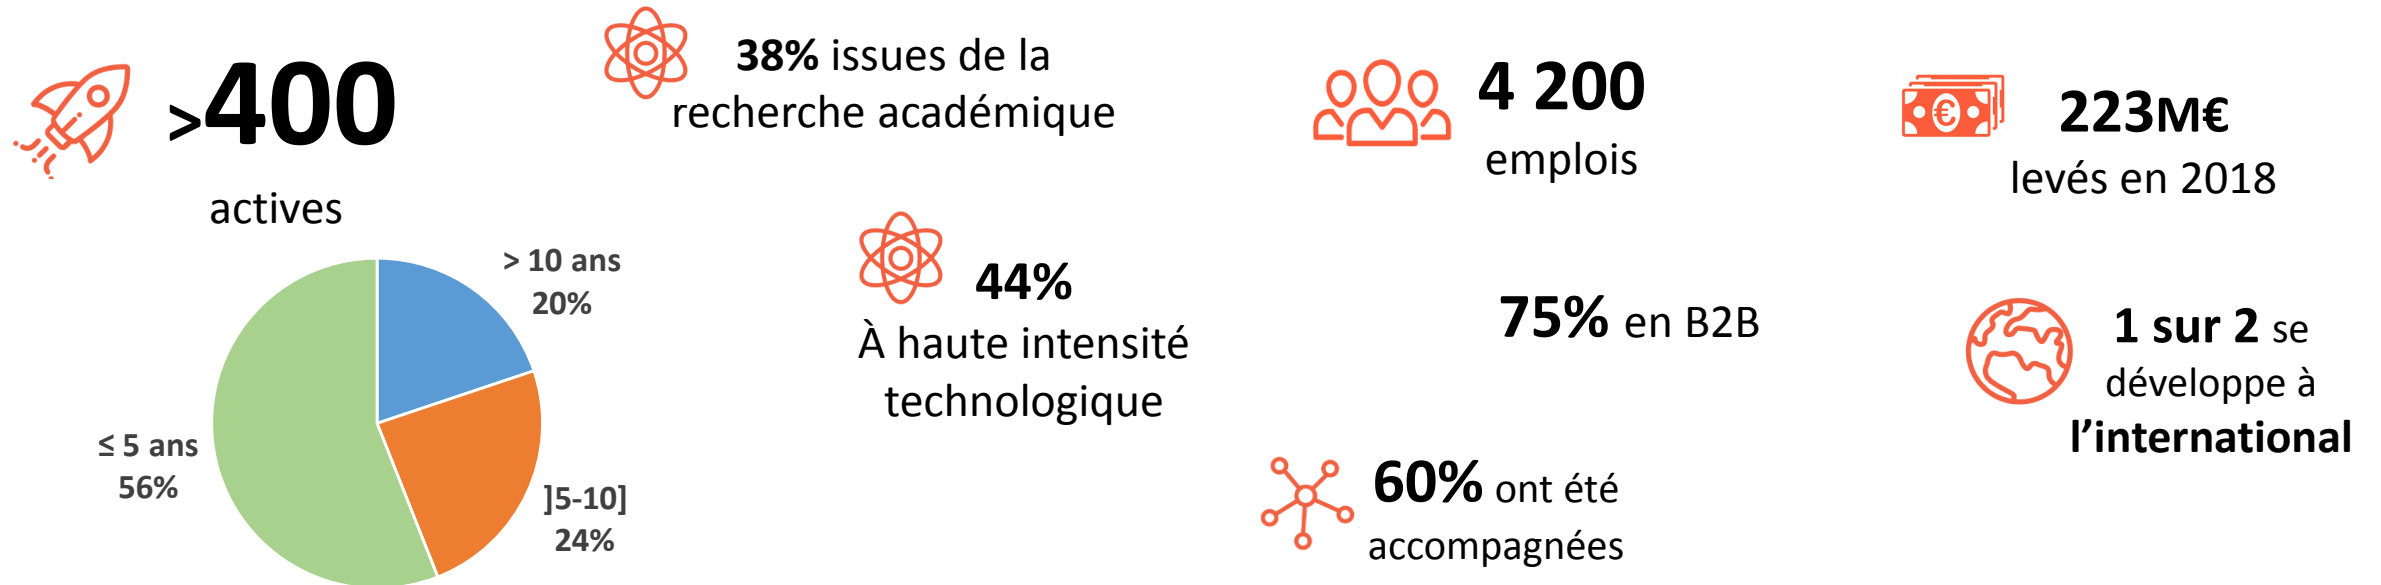 >400
actives
> 10 ans
20%
≤ 5 ans
56%
]5-10]
24%
38% issues de la
recherche académique
44%
À haute intensité
technologique
4 200
emplois
75% en B2B
60% ont été
accompagnées
223M€
levés en 2018
1 sur 2 se
développe à
l’international